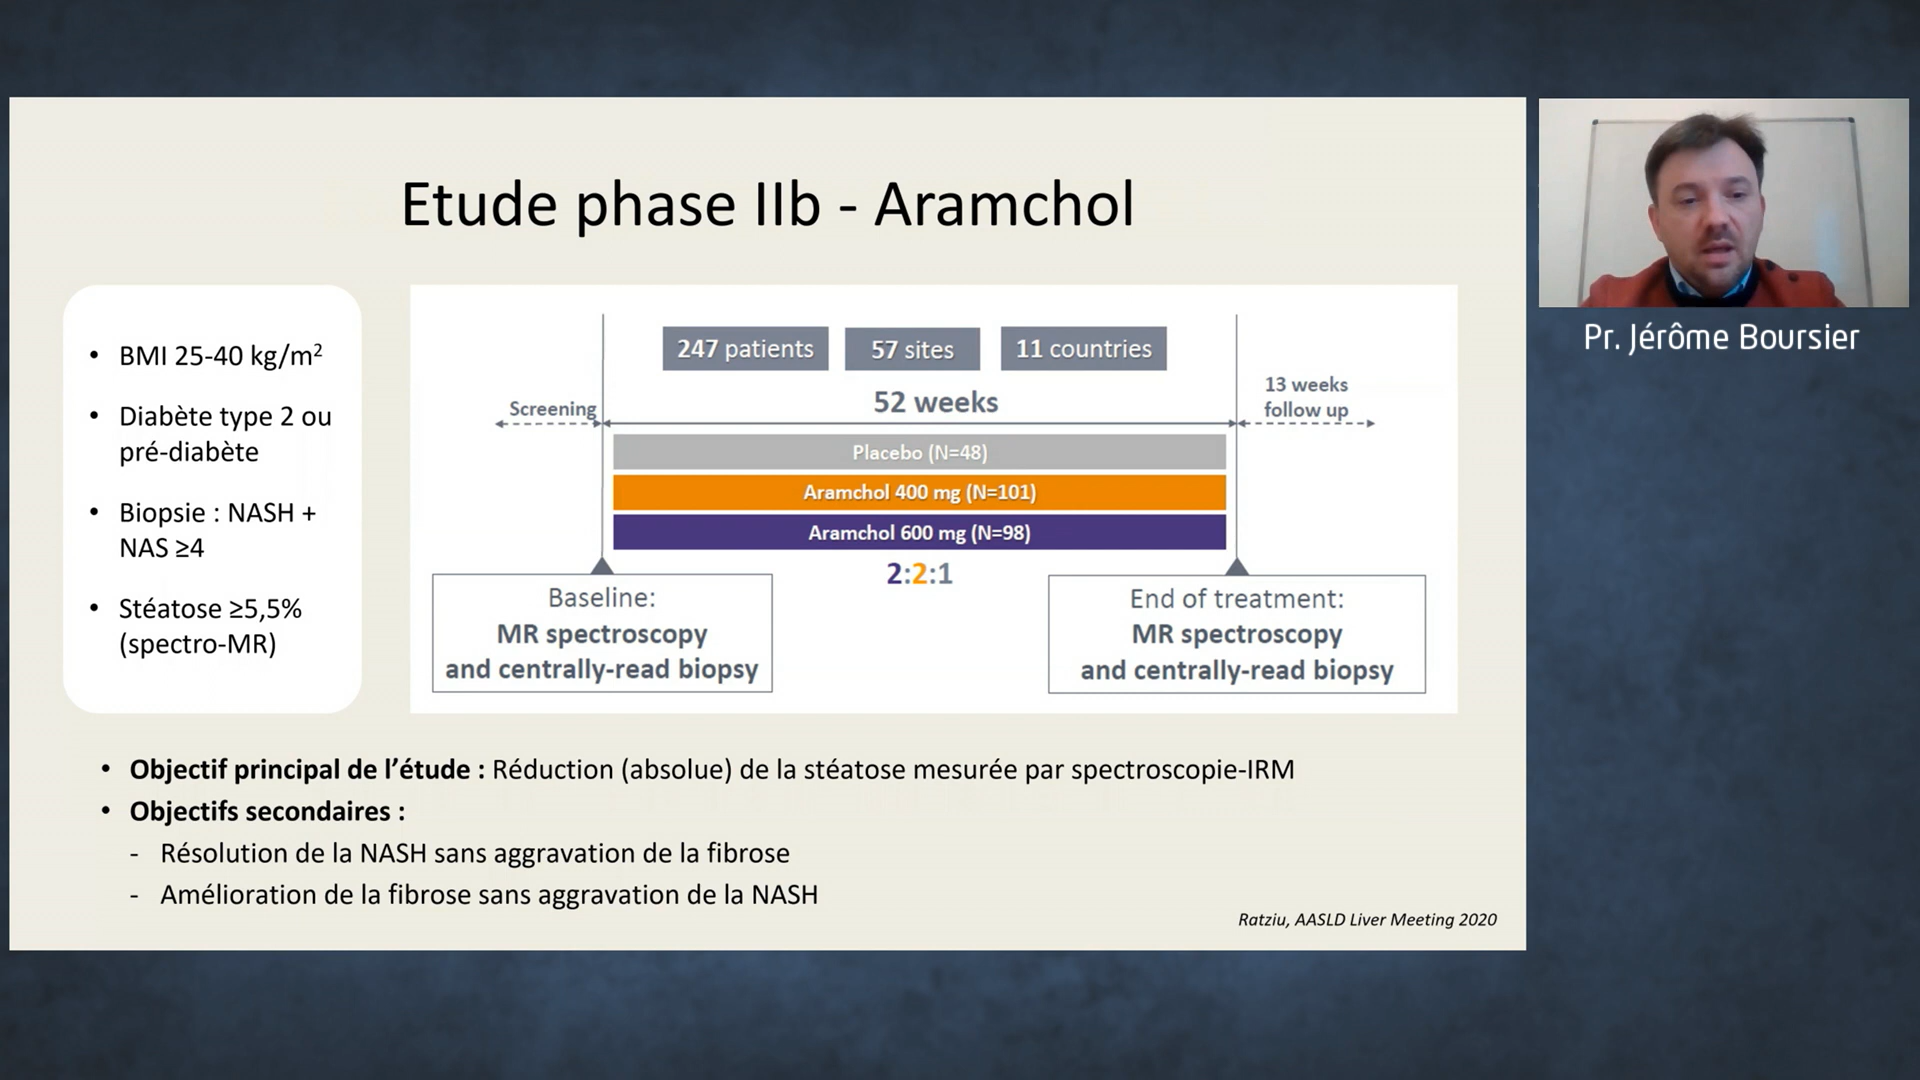 Etude phase IIb - Aramchol
Pr. Jérôme Boursier
• BMI 25-40 kg/m²
• Diabète type 2 ou
pré-diabète
• Biopsie : NASH +
NAS ≥4
• Stéatose ≥5,5%
(spectro-MR)
247 patients
57 sites
11 countries
Screening
52 weeks
13 weeks
follow up
Placebo (N=48)
Aramchol 400 mg (N=101)
Aramchol 600 mg (N=98)
2:2:1
Baseline:
MR spectroscopy
and centrally-read biopsy
End of treatment:
MR spectroscopy
and centrally-read biopsy
• Objectif principal de l’étude : Réduction (absolue) de la stéatose mesurée par spectroscopie-IRM
• Objectifs secondaires :
- Résolution de la NASH sans aggravation de la fibrose
- Amélioration de la fibrose sans aggravation de la NASH
Ratziu, AASLD Liver Meeting 2020